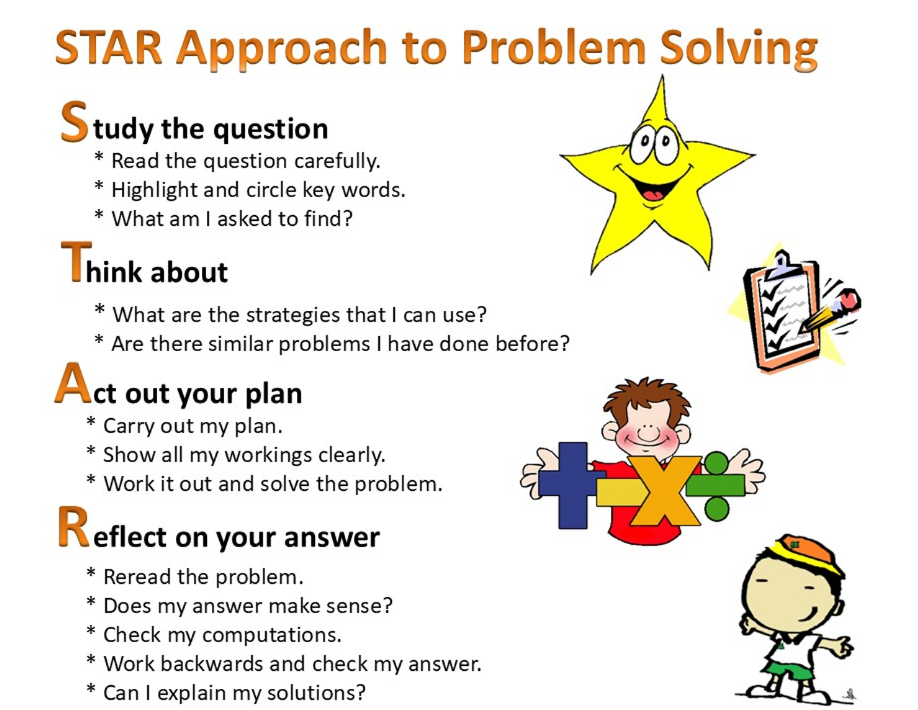 STAR Approach to Problem Solving
Study the question
* Read the question carefully.
* Highlight and circle key words.
* What am I asked to find?
Think about
* What are the strategies that I can use?
* Are there similar problems I have done before?
Act out your plan
* Carry out my plan.
* Show all my workings clearly.
* Work it out and solve the problem.
Reflect on your answer
* Reread the problem.
* Does my answer make sense?
* Check my computations.
* Work backwards and check my answer.
* Can I explain my solutions?